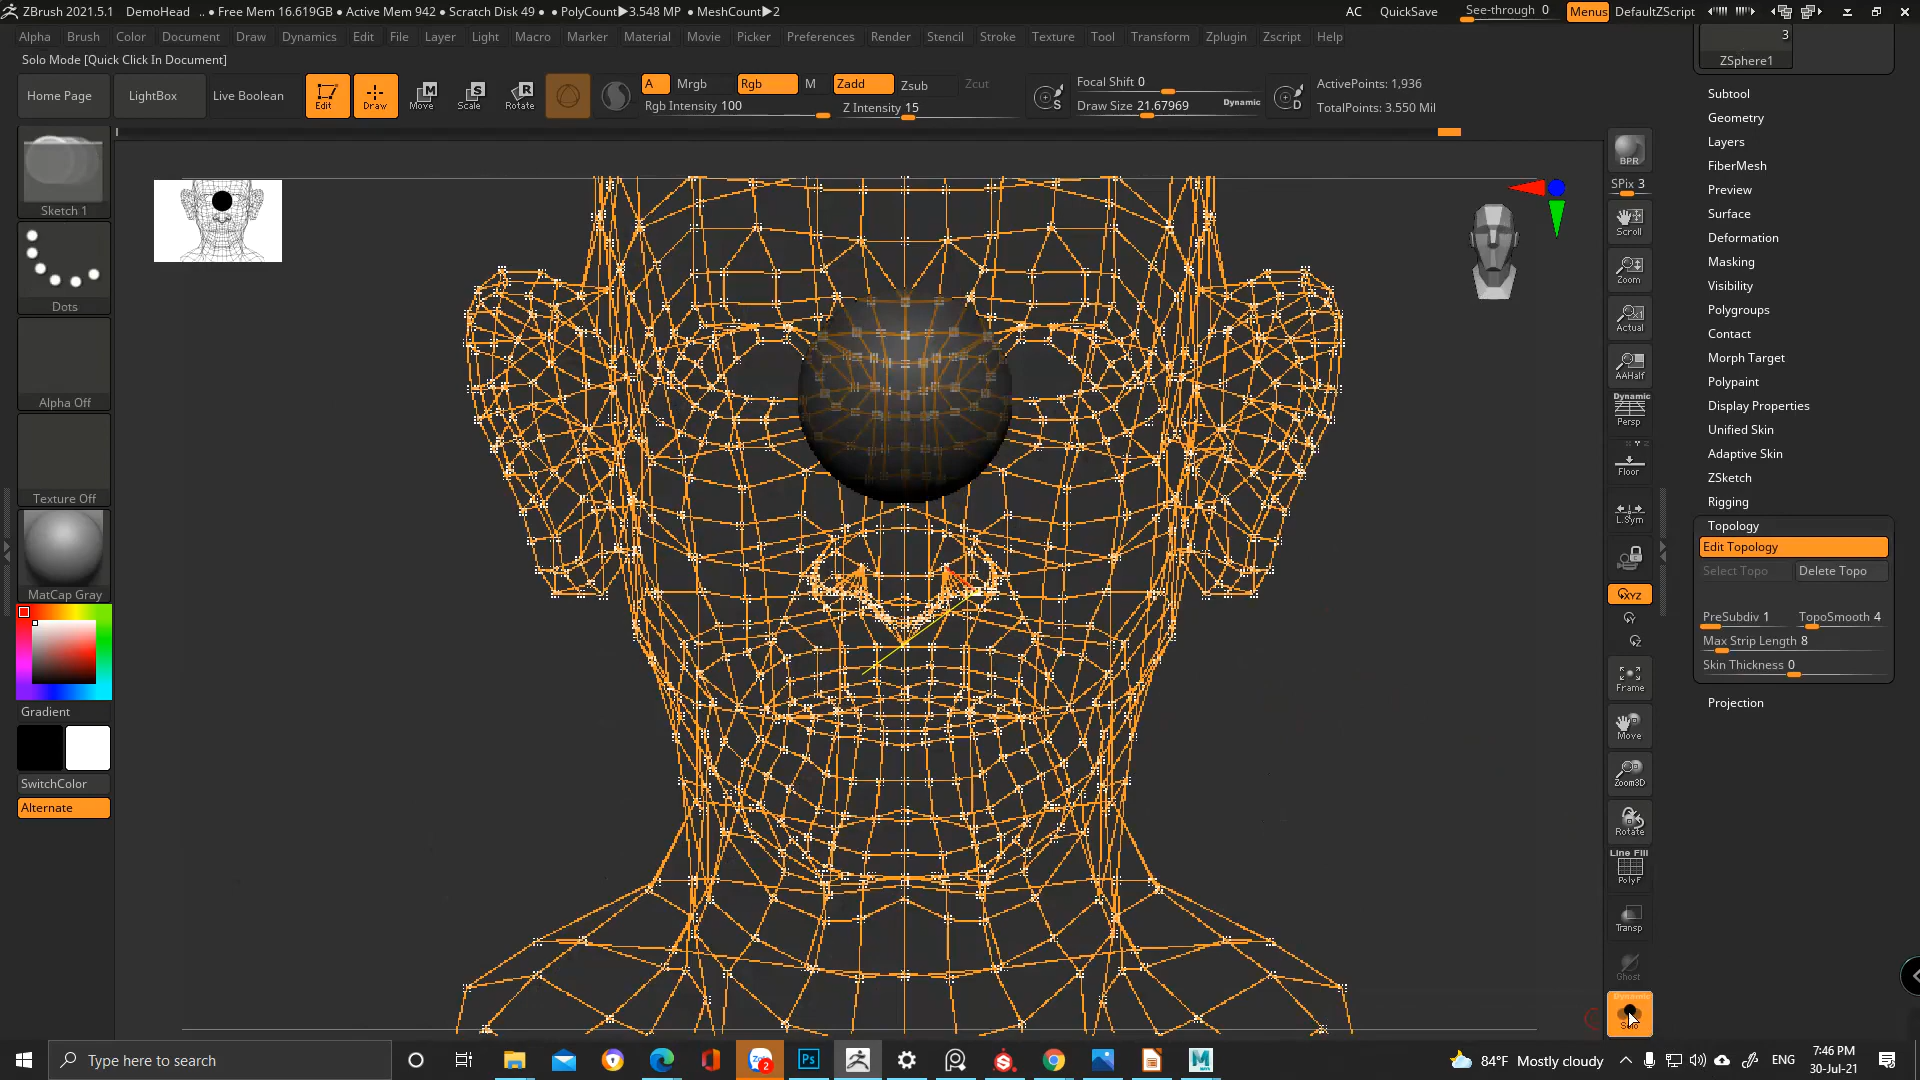 ZBrush 2021.5.1 DemoHead .. • Free Mem 16.619GB • Active Mem 942 • Scratch Disk 49 • • PolyCount▶3.548 MP • MeshCount▶2 AC QuickSave See-through 0 Menus DefaultZScript
Alpha Brush Color Document Draw Dynamics Edit File Layer Light Macro Marker Material Movie Picker Preferences Render Stencil Stroke Texture Tool Transform Zplugin Zscript Help
Solo Mode [Quick Click In Document]
Home Page LightBox Live Boolean Edit Draw Move Scale Rotate
A Mrgb Rgb M Zadd Zsub Zcut
Rgb Intensity 100 Z Intensity 15
S Focal Shift 0
Draw Size 21.67969 Dynamic D
ActivePoints: 1,936
TotalPoints: 3.550 Mil
Sketch 1
Dots
Alpha Off
Texture Off
MatCap Gray
Gradient
SwitchColor
Alternate
BPR
SPix 3
Scroll
Zoom
Actual
AAHalf
Dynamic
Persp
Floor
L.Sym
XYZ
Frame
Move
Zoom3D
Rotate
Line Fill
PolyF
Transp
Ghost
Dynamic
Solo
3
ZSphere1
Subtool
Geometry
Layers
FiberMesh
Preview
Surface
Deformation
Masking
Visibility
Polygroups
Contact
Morph Target
Polypaint
Display Properties
Unified Skin
Adaptive Skin
ZSketch
Rigging
Topology
Edit Topology
Select Topo Delete Topo
PreSubdiv 1 TopoSmooth 4
Max Strip Length 8
Skin Thickness 0
Projection
Type here to search
Zalo 2 Ps M
84°F Mostly cloudy ENG
7:46 PM
30-Jul-21